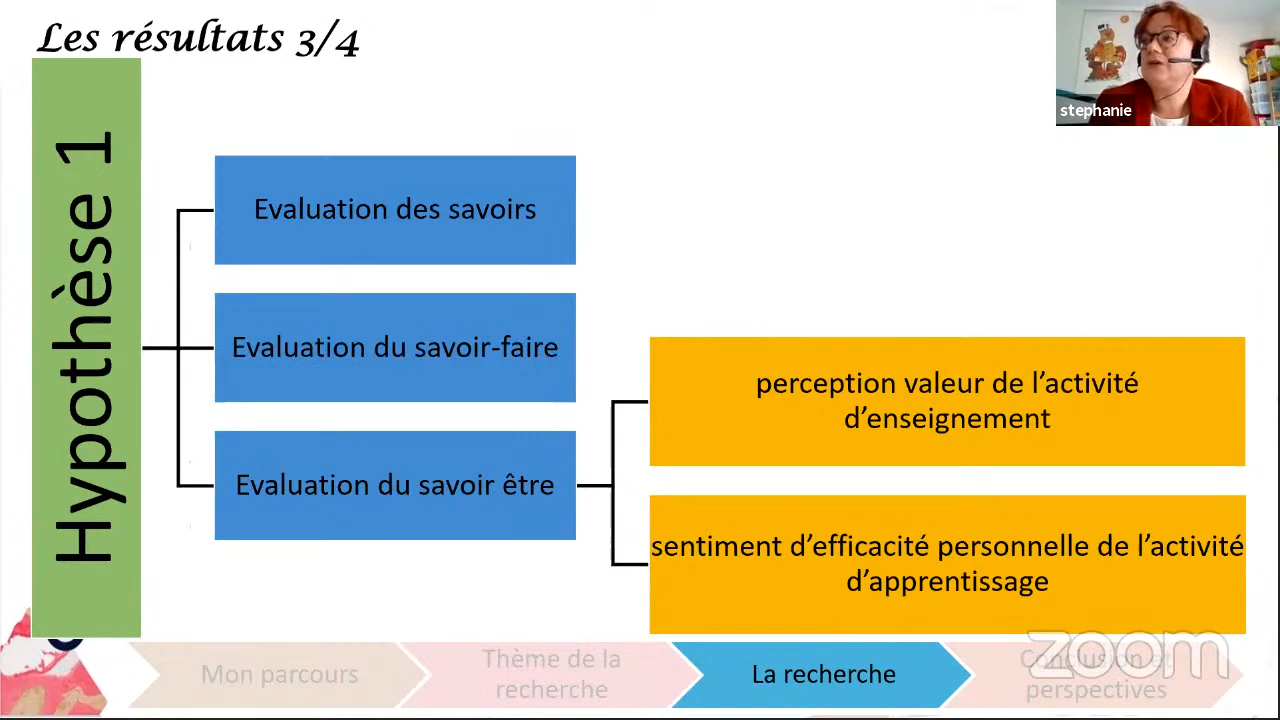 Les résultats 3/4
stephanie
Hypothèse 1
Evaluation des savoirs
Evaluation du savoir-faire
Evaluation du savoir être
perception valeur de l’activité
d’enseignement
sentiment d’efficacité personnelle de l’activité
d’apprentissage
Mon parcours
Thème de la
recherche
La recherche
Conclusion et
perspectives
zoom